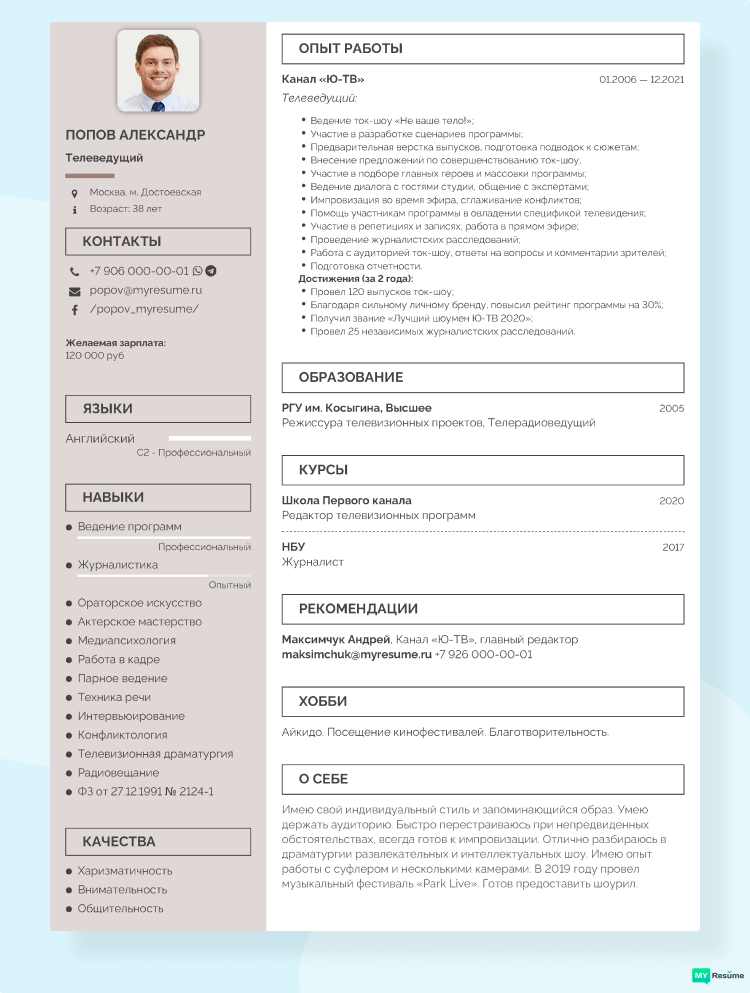 ПОПОВ АЛЕКСАНДР
Телеведущий
Москва, м. Достоевская
Возраст: 38 лет
КОНТАКТЫ
+7 906 000-00-01
popov@myresume.ru
/popov_myresume/
Желаемая зарплата:
120 000 руб
ЯЗЫКИ
Английский
C2 - Профессиональный
НАВЫКИ
Ведение программ
Профессиональный
Журналистика
Опытный
Ораторское искусство
Актерское мастерство
Медиапсихология
Работа в кадре
Парное ведение
Техника речи
Интервьюирование
Конфликтология
Телевизионная драматургия
Радиовещание
ФЗ от 27.12.1991 № 2124-1
КАЧЕСТВА
Харизматичность
Внимательность
Общительность
ОПЫТ РАБОТЫ
Канал «Ю-ТВ» 01.2006 — 12.2021
Телеведущий:
Ведение ток-шоу «Не ваше тело!»;
Участие в разработке сценариев программы;
Предварительная верстка выпусков, подготовка подводок к сюжетам;
Внесение предложений по совершенствованию ток-шоу;
Участие в подборе главных героев и массовки программы;
Ведение диалога с гостями студии, общение с экспертами;
Импровизация во время эфира, сглаживание конфликтов;
Помощь участникам программы в овладении спецификой телевидения;
Участие в репетициях и записях, работа в прямом эфире;
Проведение журналистских расследований;
Работа с аудиторией ток-шоу, ответы на вопросы и комментарии зрителей;
Подготовка отчетности.
Достижения (за 2 года):
Провел 120 выпусков ток-шоу;
Благодаря сильному личному бренду, повысил рейтинг программы на 30%;
Получил звание «Лучший шоумен Ю-ТВ 2020»;
Провел 25 независимых журналистских расследований.
ОБРАЗОВАНИЕ
РГУ им. Косыгина, Высшее 2005
Режиссура телевизионных проектов, Телерадиоведущий
КУРСЫ
Школа Первого канала 2020
Редактор телевизионных программ
НБУ 2017
Журналист
РЕКОМЕНДАЦИИ
Максимчук Андрей, Канал «Ю-ТВ», главный редактор
maksimchuk@myresume.ru +7 926 000-00-01
ХОББИ
Айкидо. Посещение кинофестивалей. Благотворительность.
О СЕБЕ
Имею свой индивидуальный стиль и запоминающийся образ. Умею
держать аудиторию. Быстро перестраиваюсь при непредвиденных
обстоятельствах, всегда готов к импровизации. Отлично разбираюсь в
драматургии развлекательных и интеллектуальных шоу. Имею опыт
работы с суфлером и несколькими камерами. В 2019 году провел
музыкальный фестиваль «Park Live». Готов предоставить шоурил.
MY Resume